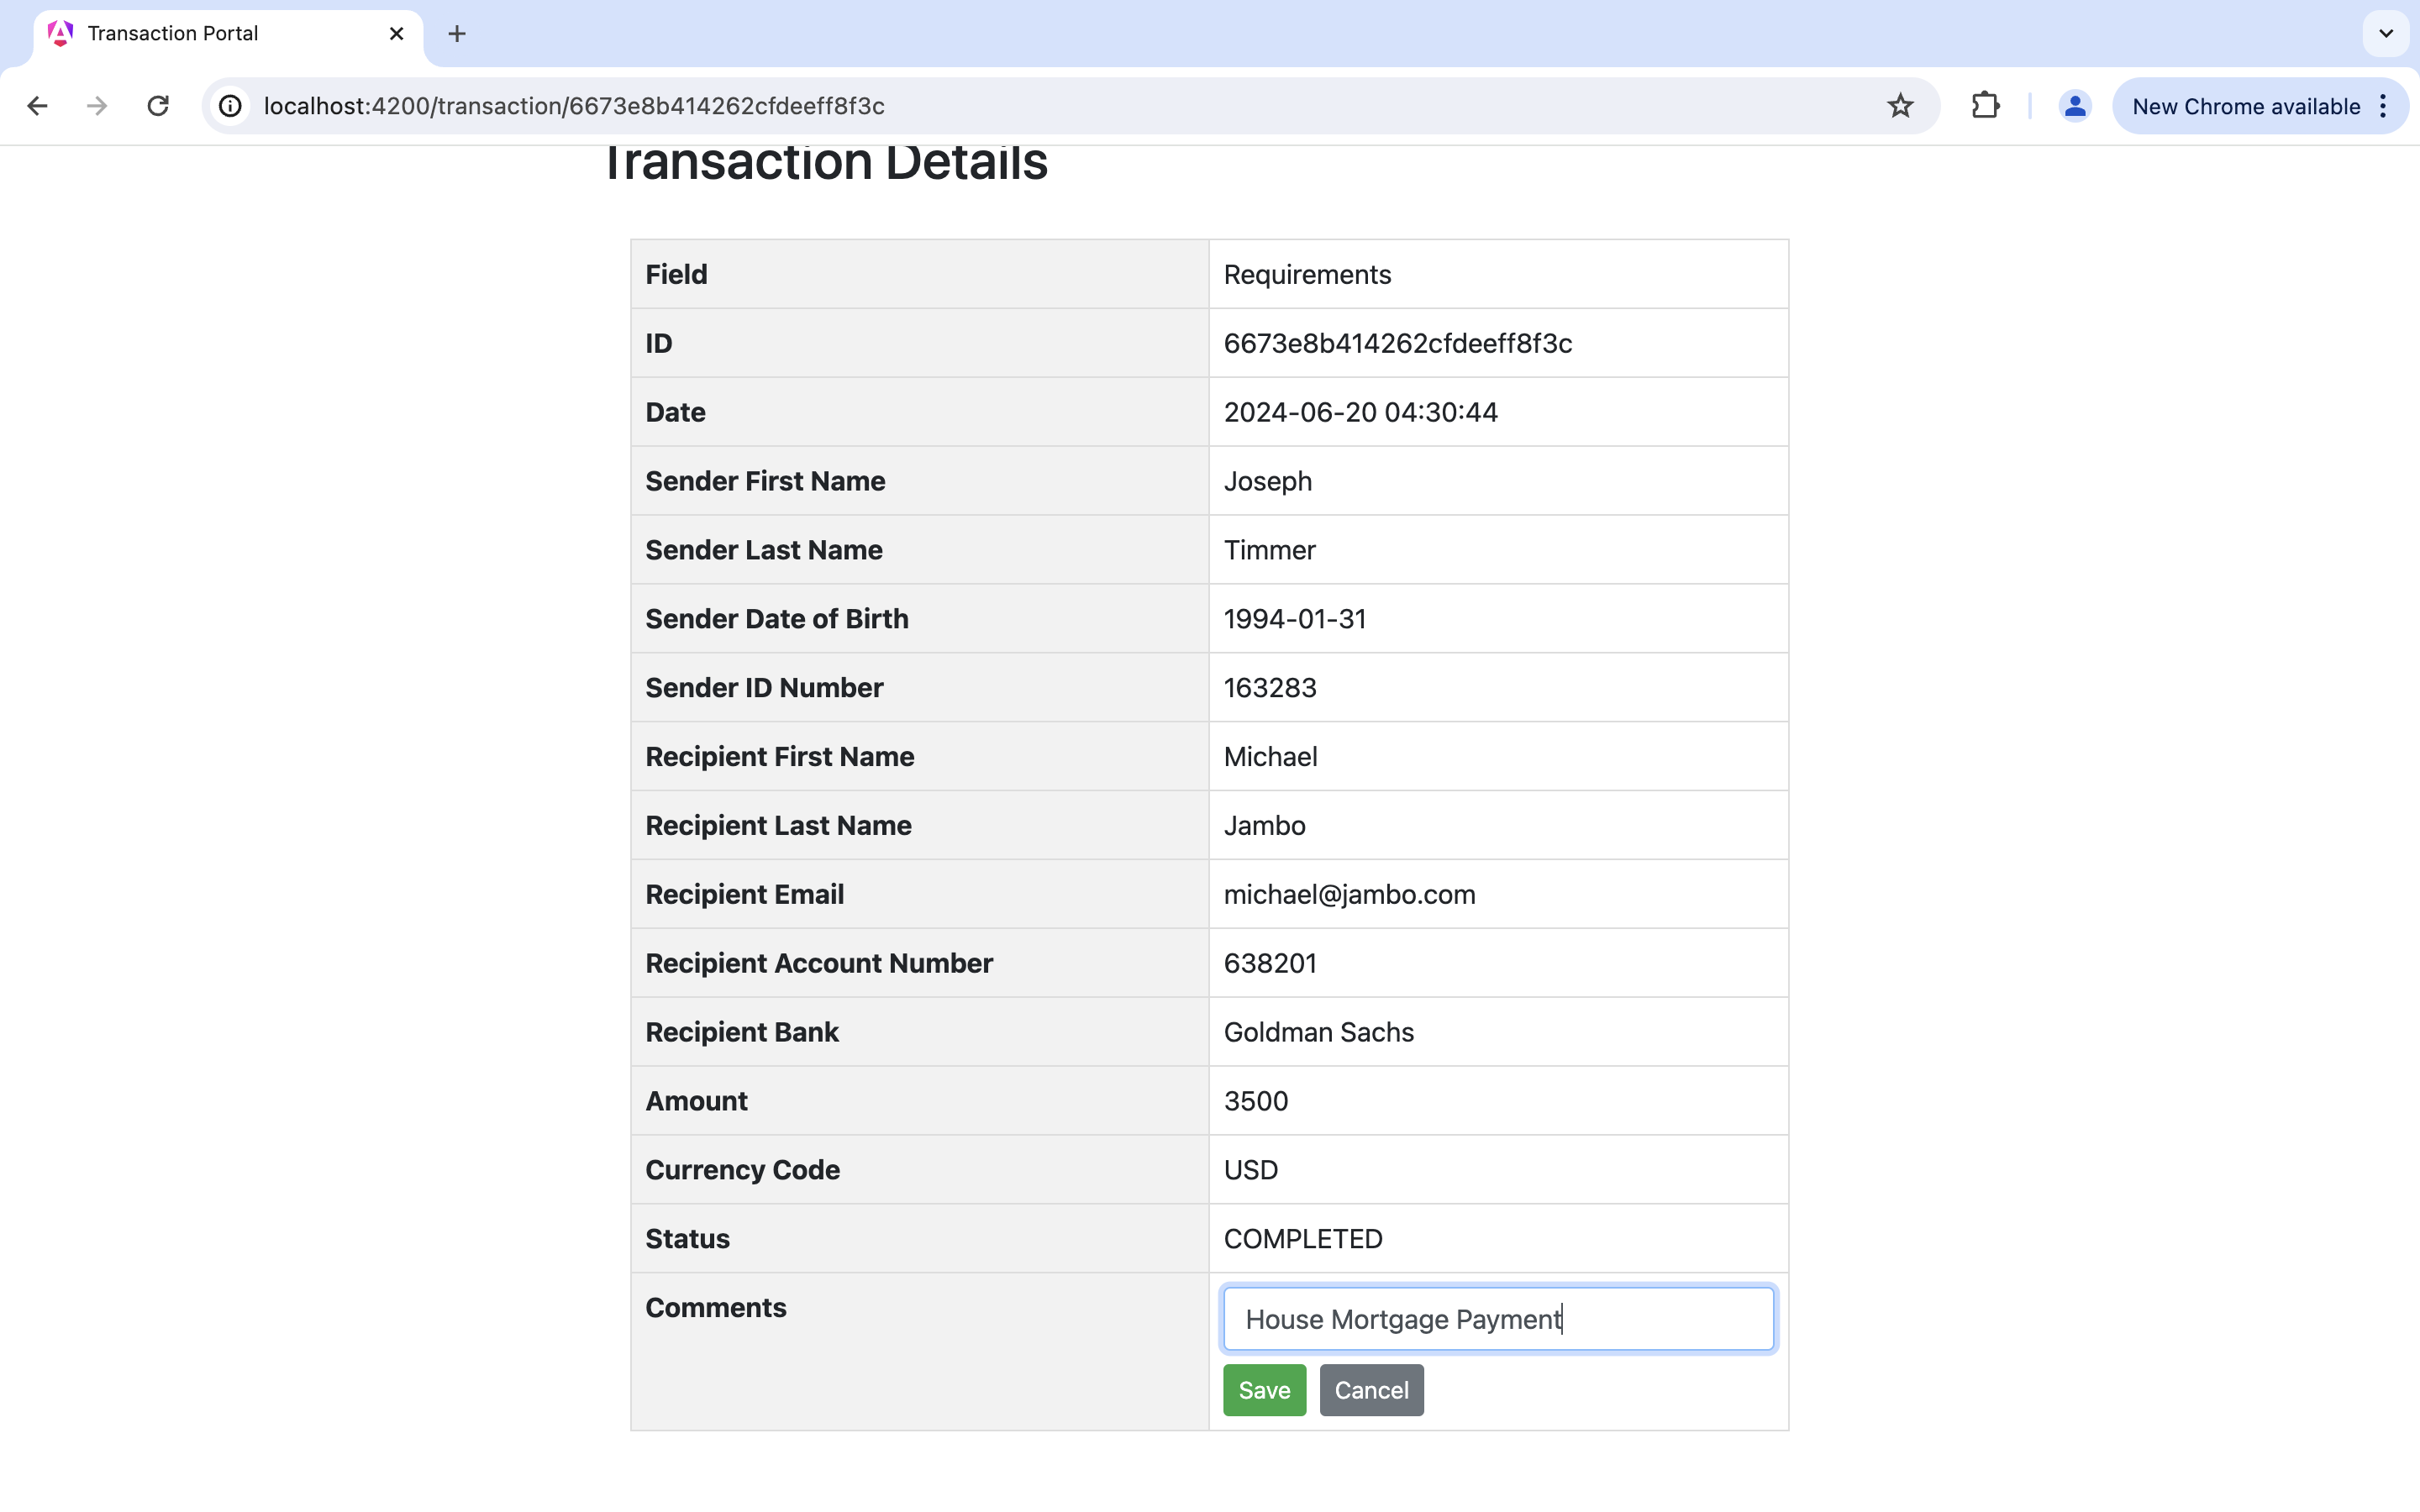 Transaction Portal
localhost:4200/transaction/6673e8b414262cfdeeff8f3c
New Chrome available
Transaction Details
Field Requirements
ID 6673e8b414262cfdeeff8f3c
Date 2024-06-20 04:30:44
Sender First Name Joseph
Sender Last Name Timmer
Sender Date of Birth 1994-01-31
Sender ID Number 163283
Recipient First Name Michael
Recipient Last Name Jambo
Recipient Email michael@jambo.com
Recipient Account Number 638201
Recipient Bank Goldman Sachs
Amount 3500
Currency Code USD
Status COMPLETED
Comments House Mortgage Payment
Save Cancel